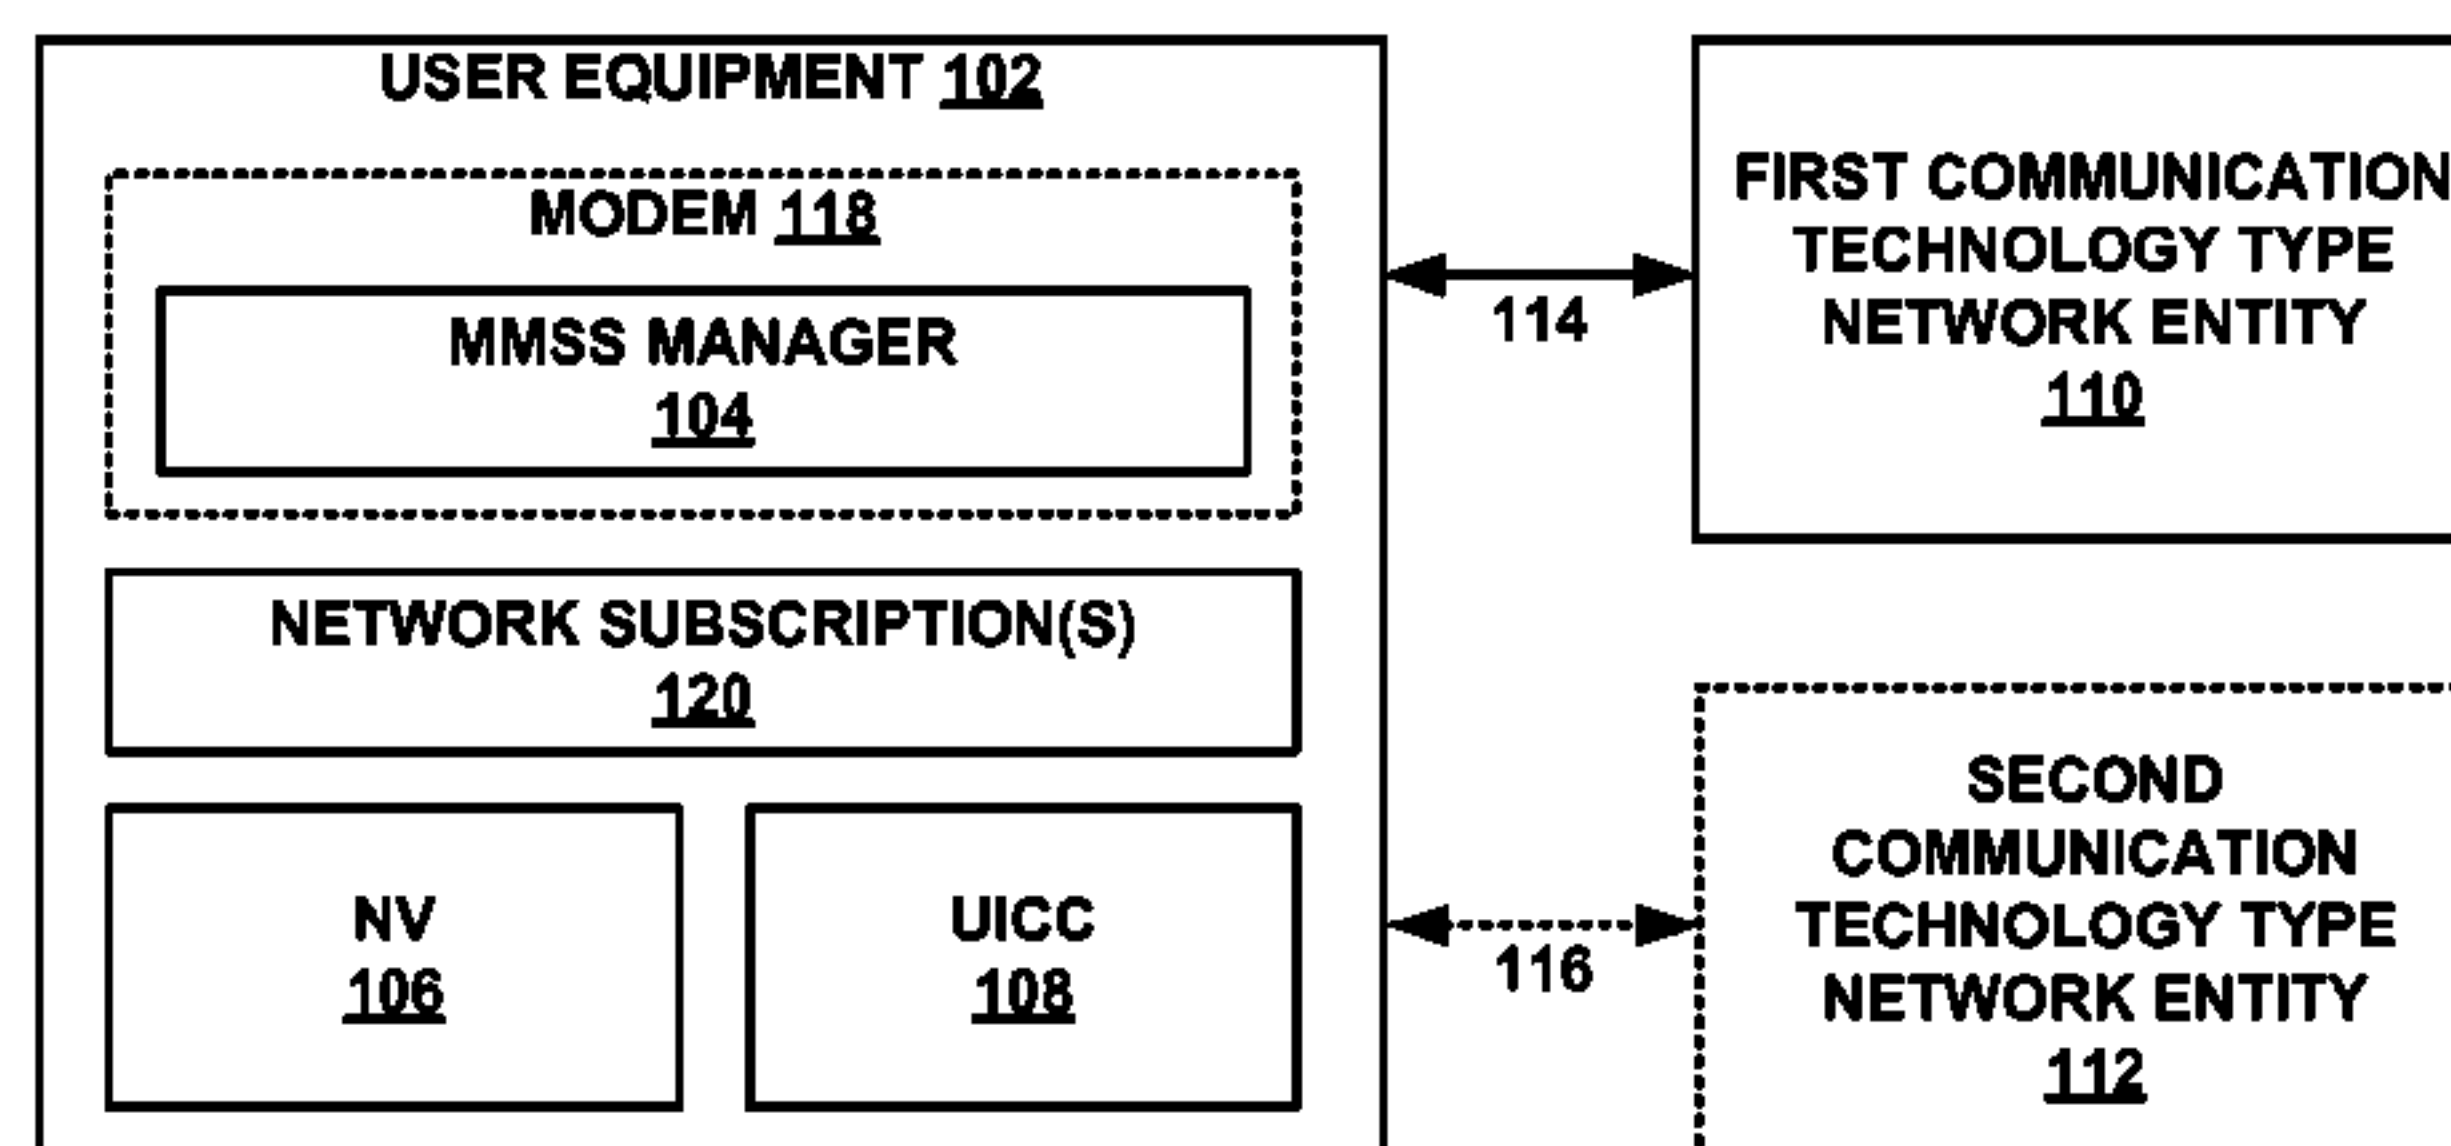 USER EQUIPMENT 102
MODEM 118
MMSS MANAGER
104
NETWORK SUBSCRIPTION(S)
120
NV
106
UICC
108
114
116
FIRST COMMUNICATION
TECHNOLOGY TYPE
NETWORK ENTITY
110
SECOND
COMMUNICATION
TECHNOLOGY TYPE
NETWORK ENTITY
112